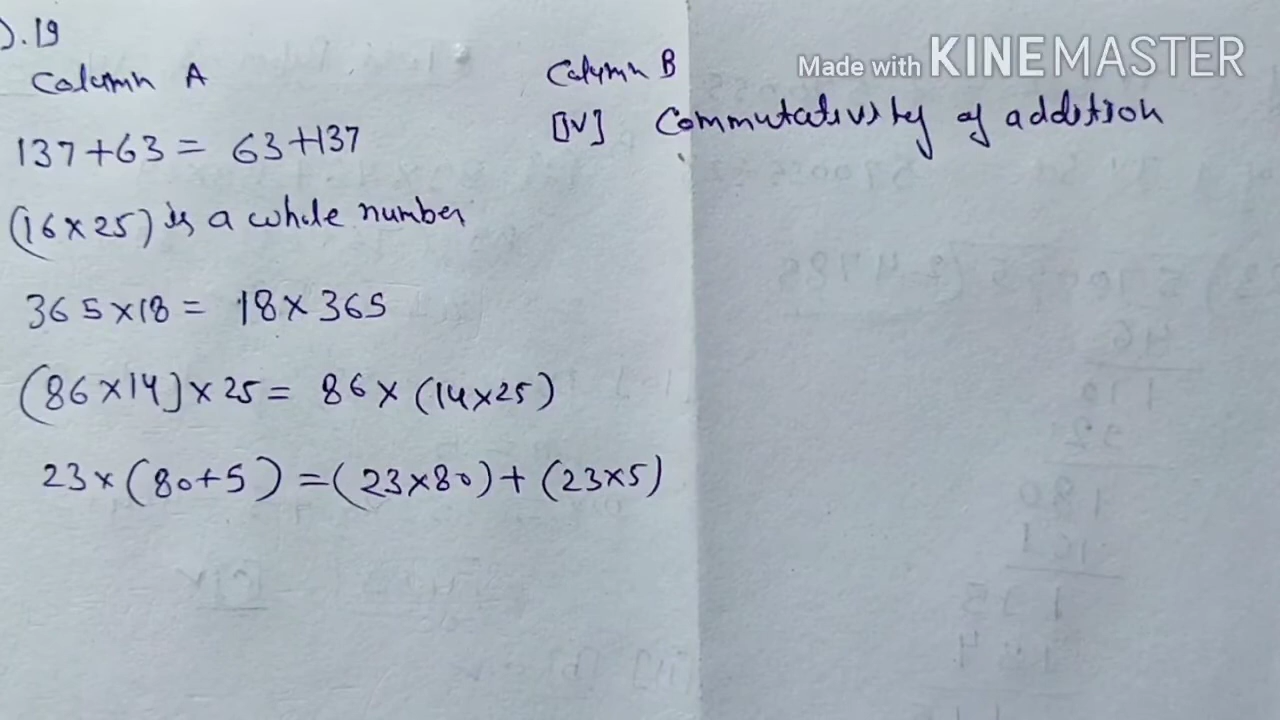 ).19
Column A
Column B
137+63 = 63+137
[IV] Commutativity of addition
(16×25) is a whole number
365×18 = 18×365
(86×14)×25 = 86×(14×25)
23×(80+5) = (23×80)+(23×5)
Made with KINEMASTER